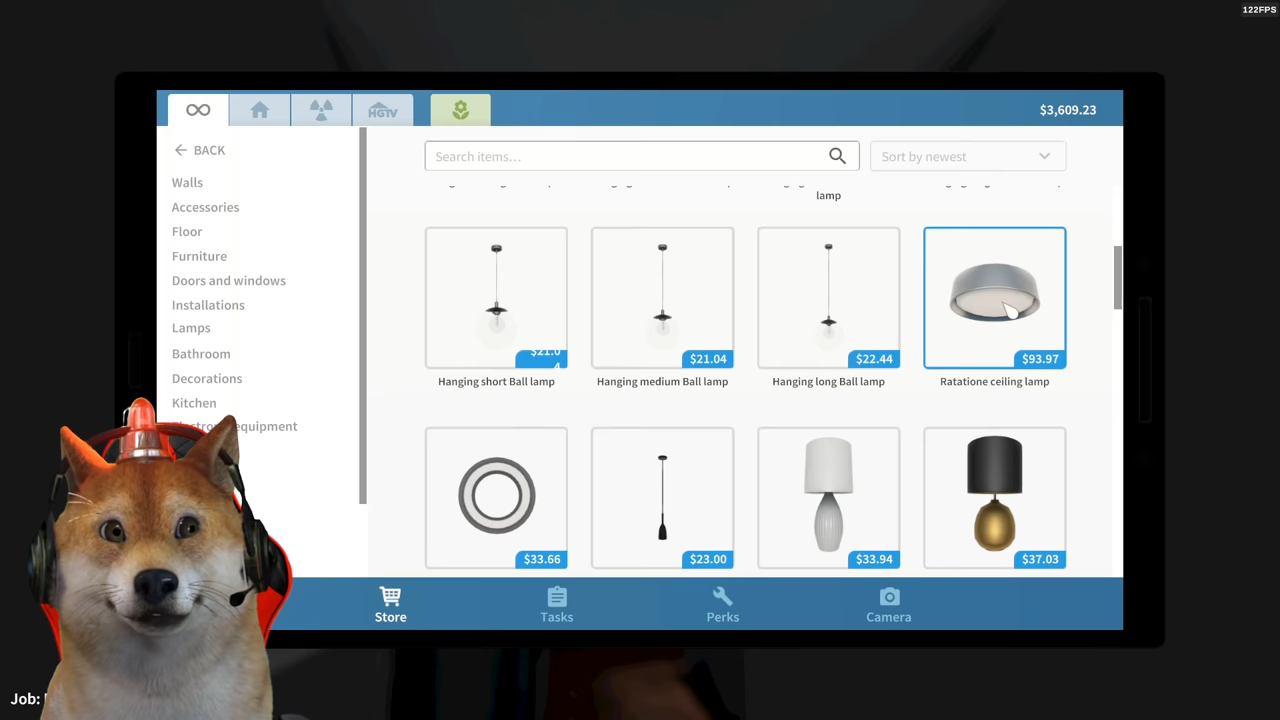 122FPS
HGTV
$3,609.23
BACK
Search items...
Sort by newest
Walls
Accessories
Floor
Furniture
Doors and windows
Installations
Lamps
Bathroom
Decorations
Kitchen
equipment
lamp
$21.0
4
$21.04
$22.44
$93.97
Hanging short Ball lamp
Hanging medium Ball lamp
Hanging long Ball lamp
Ratatione ceiling lamp
$33.66
$23.00
$33.94
$37.03
Store
Tasks
Perks
Camera
Job: